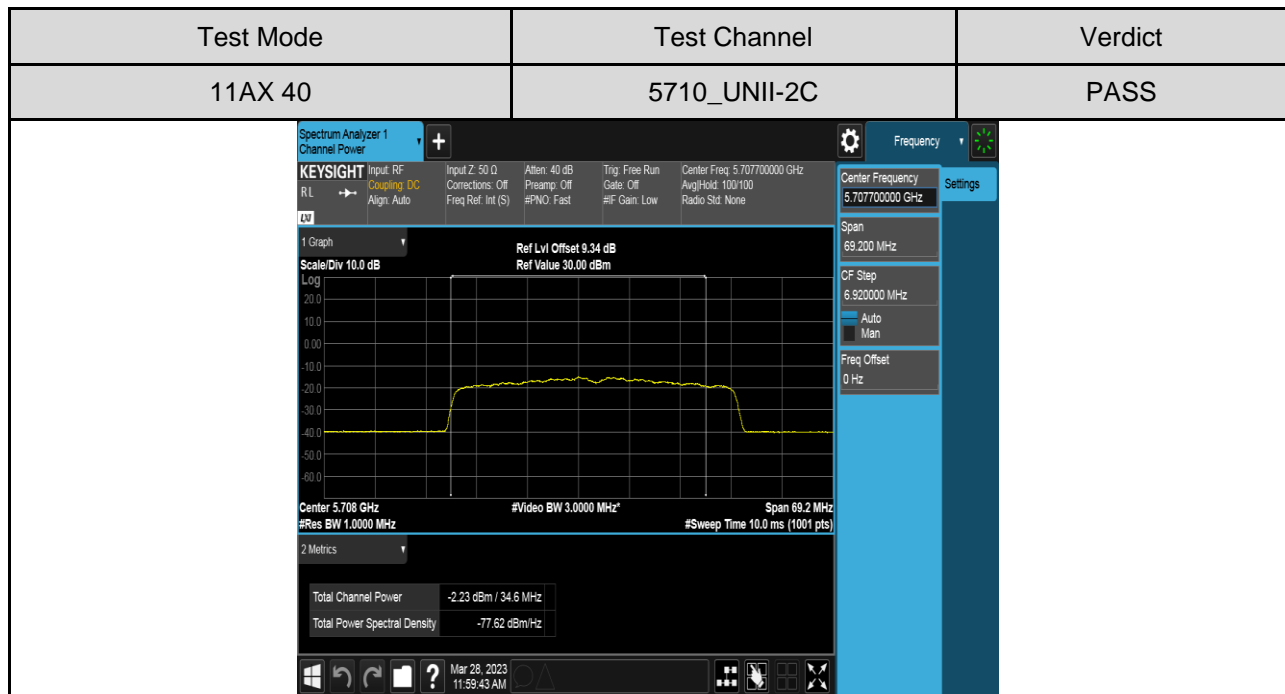 Test Mode Test Channel Verdict
11AX 40 5710_UNII-2C PASS
Spectrum Analyzer 1
Channel Power
+
Frequency
KEYSIGHT Input: RF Input Z: 50 Ω Atten: 40 dB Trig: Free Run Center Freq: 5.707700000 GHz
RL Coupling: DC Corrections: Off Preamp: Off Gate: Off Avg|Hold: 100/100
Align: Auto Freq Ref: Int (S) #PNO: Fast #IF Gain: Low Radio Std: None
LXI
Center Frequency
5.707700000 GHz
Settings
Span
69.200 MHz
CF Step
6.920000 MHz
Auto
Man
Freq Offset
0 Hz
1 Graph
Ref Lvl Offset 9.34 dB
Scale/Div 10.0 dB Ref Value 30.00 dBm
Log
20.0
10.0
0.00
-10.0
-20.0
-30.0
-40.0
-50.0
-60.0
Center 5.708 GHz #Video BW 3.0000 MHz* Span 69.2 MHz
#Res BW 1.0000 MHz #Sweep Time 10.0 ms (1001 pts)
2 Metrics
Total Channel Power -2.23 dBm / 34.6 MHz
Total Power Spectral Density -77.62 dBm/Hz
? Mar 28, 2023
11:59:43 AM